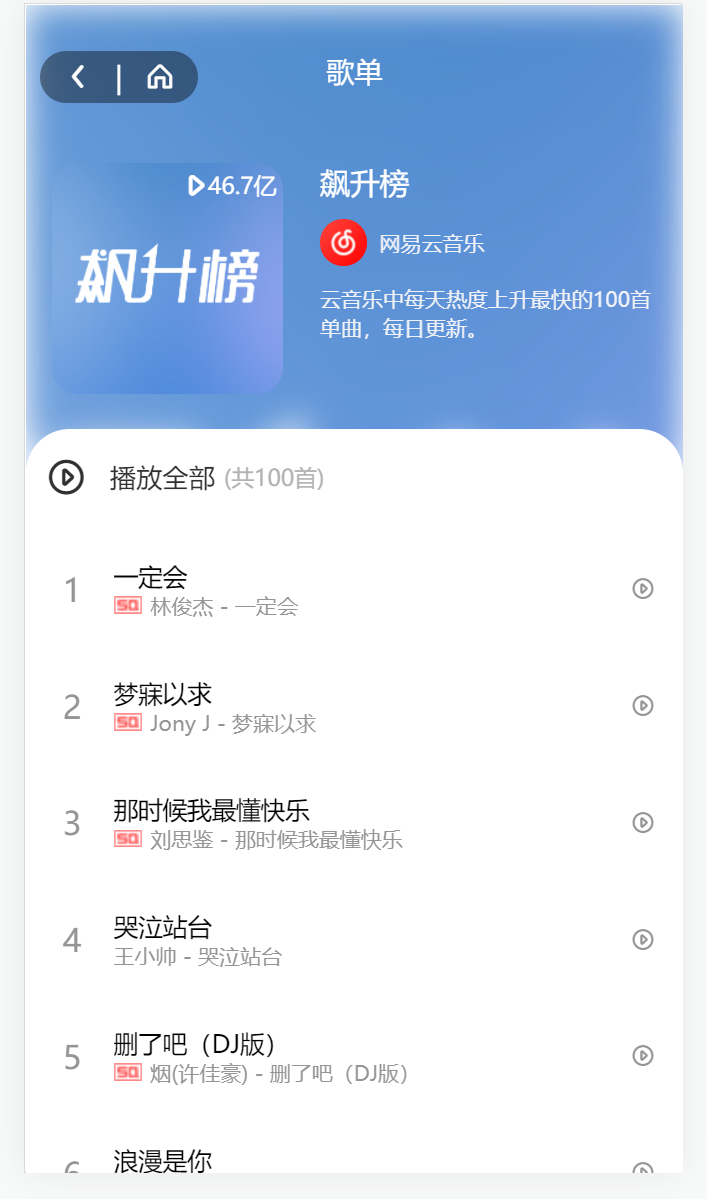 歌单
46.7亿
飙升榜
飙升榜
网易云音乐
云音乐中每天热度上升最快的100首
单曲，每日更新。
播放全部 (共100首)
1
一定会
SQ 林俊杰 - 一定会
2
梦寐以求
SQ Jony J - 梦寐以求
3
那时候我最懂快乐
SQ 刘思鉴 - 那时候我最懂快乐
4
哭泣站台
王小帅 - 哭泣站台
5
删了吧（DJ版）
SQ 烟(许佳豪) - 删了吧（DJ版）
6
浪漫是你